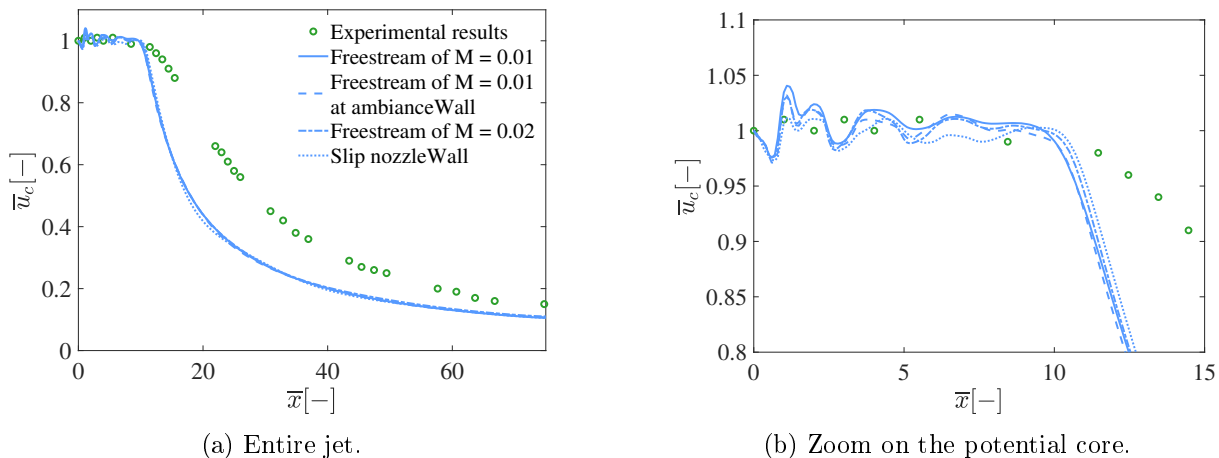 1
0.8
0.6
0.4
0.2
0
0
20
40
60
u̅_c[−]
x̅[−]
Experimental results
Freestream of M = 0.01
Freestream of M = 0.01
at ambianceWall
Freestream of M = 0.02
Slip nozzleWall
(a) Entire jet.
1.1
1.05
1
0.95
0.9
0.85
0.8
0
5
10
15
u̅_c[−]
x̅[−]
(b) Zoom on the potential core.